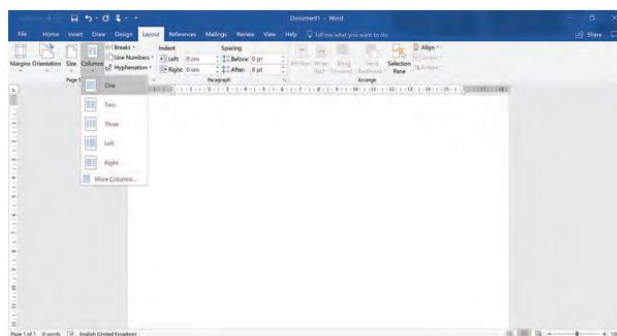 Document1 - Word
File Home Insert Draw Design Layout References Mailings Review View Help Tell me what you want to do Share
Margins Orientation Size Columns
Breaks
Line Numbers
Hyphenation
Indent
Left: 0 cm
Right: 0 cm
Spacing
Before: 0 pt
After: 0 pt
Paragraph
Selection Pane
Align
Arrange
One
Two
Three
Left
Right
More Columns...
Page 1 of 1 0 words English (United Kingdom)